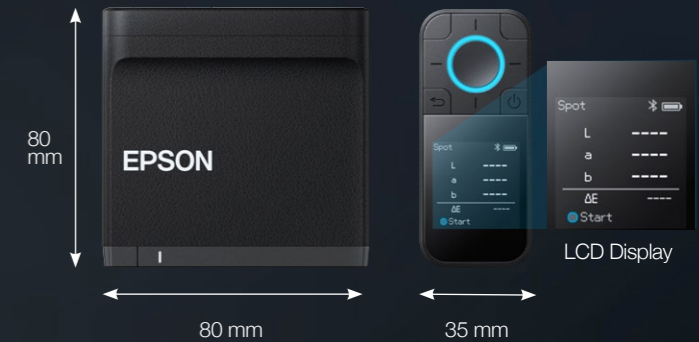 80
mm
EPSON
80 mm
Spot
L ----
a ----
b ----
ΔE ----
Start
35 mm
Spot
L ----
a ----
b ----
ΔE ----
Start
LCD Display